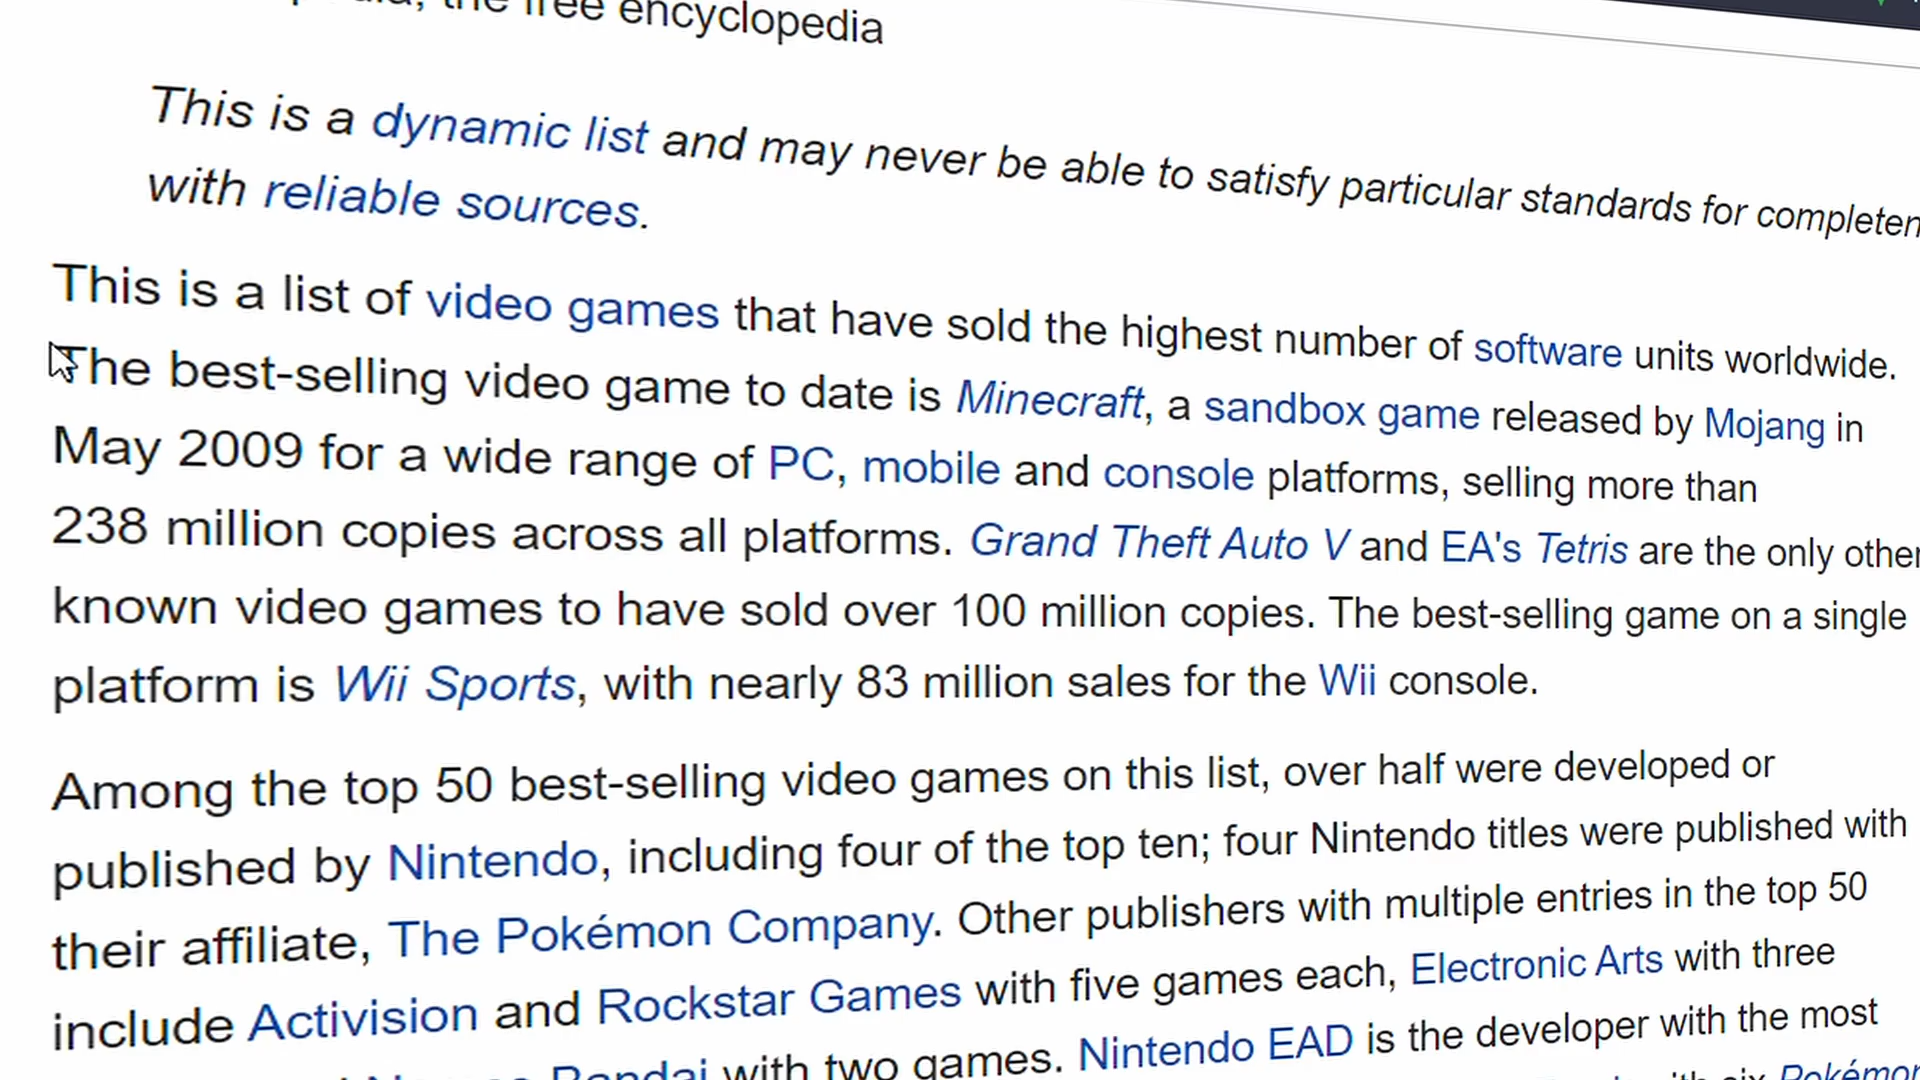 the free encyclopedia
This is a dynamic list and may never be able to satisfy particular standards for
with reliable sources.
This is a list of video games that have sold the highest number of software units worldwide.
The best-selling video game to date is Minecraft, a sandbox game released by Mojang in
May 2009 for a wide range of PC, mobile and console platforms, selling more than
238 million copies across all platforms. Grand Theft Auto V and EA's Tetris are the only other
known video games to have sold over 100 million copies. The best-selling game on a single
platform is Wii Sports, with nearly 83 million sales for the Wii console.
Among the top 50 best-selling video games on this list, over half were developed or
published by Nintendo, including four of the top ten; four Nintendo titles were published with
their affiliate, The Pokémon Company. Other publishers with multiple entries in the top 50
include Activision and Rockstar Games with five games each, Electronic Arts with three
Bandai with two games. Nintendo EAD is the developer with the most
six Pokémon